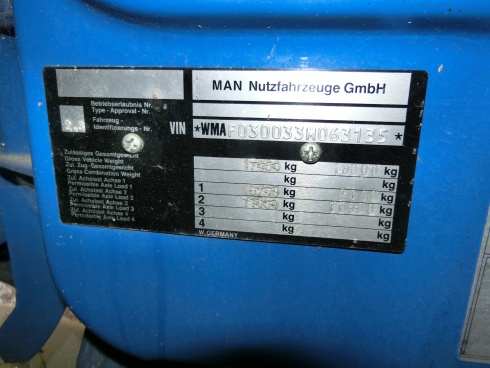 MAN Nutzfahrzeuge GmbH
Betriebserlaubnis Nr.
Type - Approval - Nr.
Fahrzeug -
Identifizierungs - Nr. VIN *WMAF030033M063135*
Zulässiges Gesamtgewicht
Gross Vehicle Weight kg kg
Zul. Zug-Gesamtgewicht
Gross Combination Weight kg kg
Zul. Achslast Achse 1
Permissible Axle Load 1 1 kg kg
Zul. Achslast Achse 2
Permissible Axle Load 2 2 kg kg
Zul. Achslast Achse 3
Permissible Axle Load 3 3 kg kg
Zul. Achslast Achse 4
Permissible Axle Load 4 4 kg kg
W. GERMANY